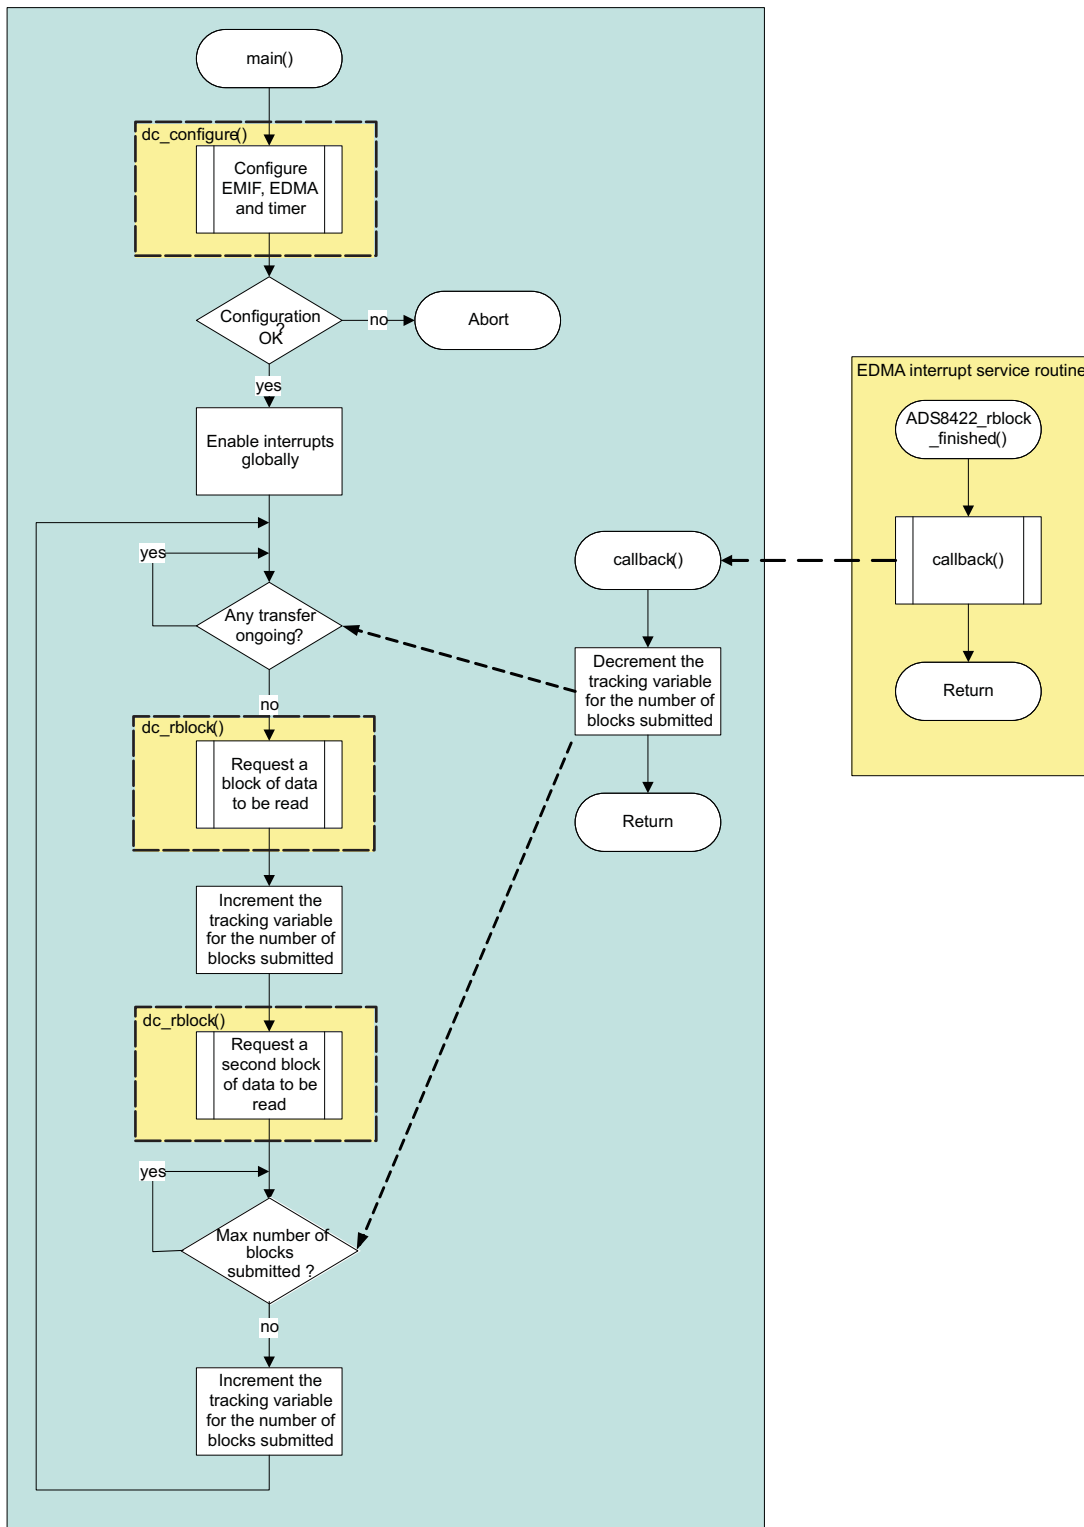 main()
dc_configure()
Configure
EMIF, EDMA
and timer
Configuration
OK?
no
Abort
yes
Enable interrupts
globally
yes
Any transfer
ongoing?
no
dc_rblock()
Request a
block of data
to be read
Increment the
tracking variable
for the number of
blocks submitted
dc_rblock()
Request a
second block
of data to be
read
yes
Max number of
blocks
submitted ?
no
Increment the
tracking variable
for the number of
blocks submitted
callback()
Decrement the
tracking variable
for the number of
blocks submitted
Return
EDMA interrupt service routine
ADS8422_rblock
_finished()
callback()
Return